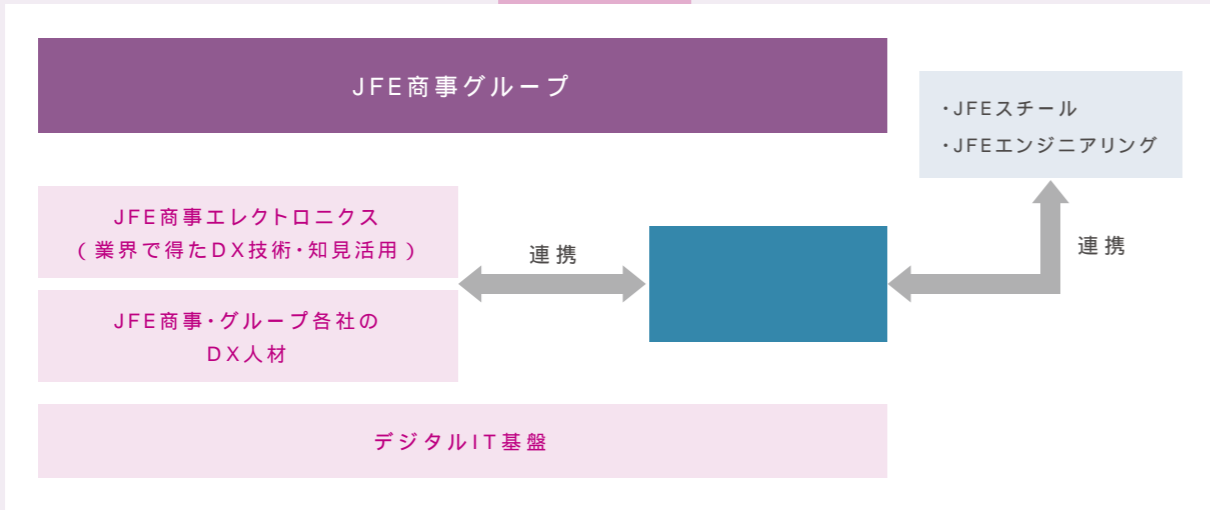 JFE商事グループ
・JFEスチール
・JFEエンジニアリング
JFE商事エレクトロニクス
(業界で得たDX技術・知見活用)
連携
連携
JFE商事・グループ各社の
DX人材
デジタルIT基盤